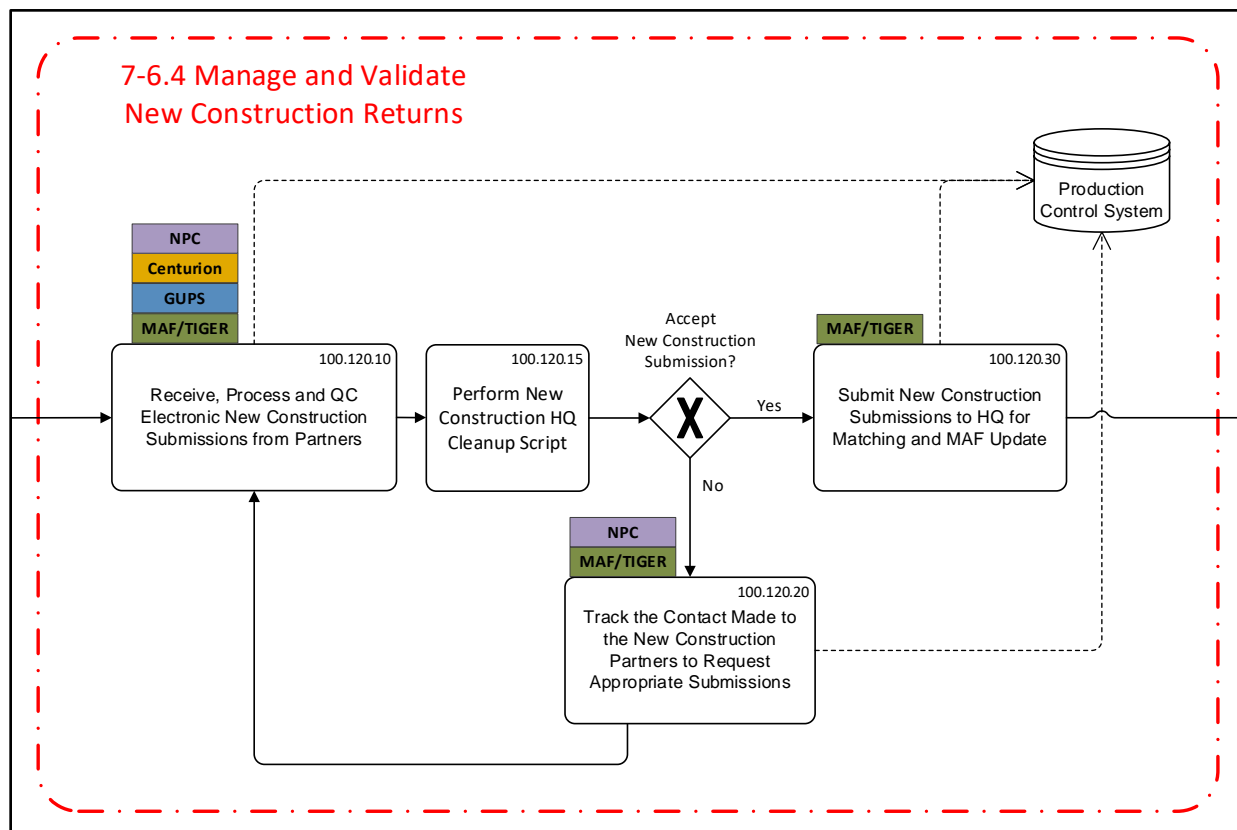 7-6.4 Manage and Validate
New Construction Returns
Production
Control System
NPC
Centurion
GUPS
MAF/TIGER
100.120.10
Receive, Process and QC
Electronic New Construction
Submissions from Partners
100.120.15
Perform New
Construction HQ
Cleanup Script
Accept
New Construction
Submission?
X
Yes
No
MAF/TIGER
100.120.30
Submit New Construction
Submissions to HQ for
Matching and MAF Update
NPC
MAF/TIGER
100.120.20
Track the Contact Made to
the New Construction
Partners to Request
Appropriate Submissions